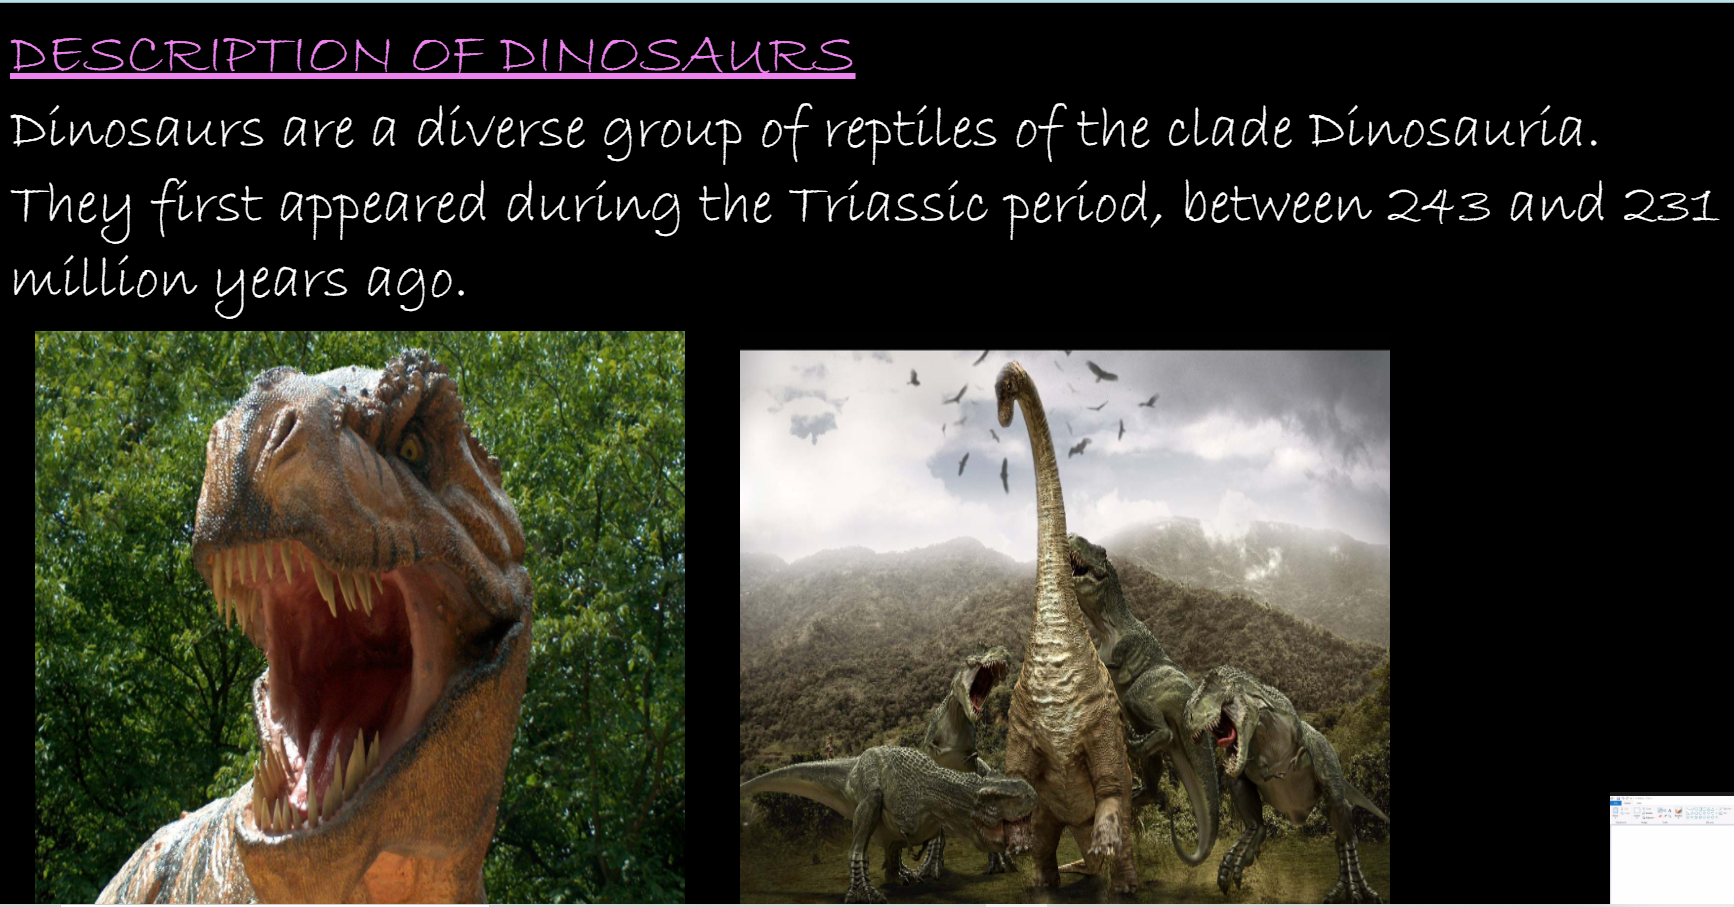 DESCRIPTION OF DINOSAURS
Dinosaurs are a diverse group of reptiles of the clade Dinosauria.
They first appeared during the Triassic period, between 243 and 231
million years ago.